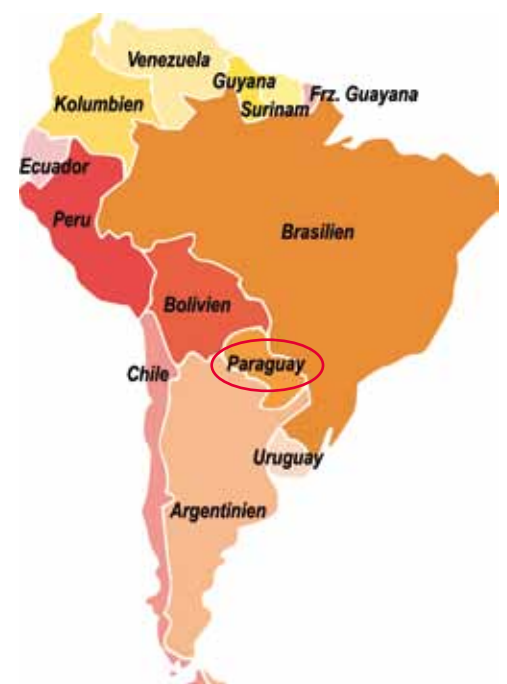 Venezuela
Guyana
Frz. Guayana
Kolumbien
Surinam
Ecuador
Peru
Brasilien
Bolivien
Paraguay
Chile
Uruguay
Argentinien